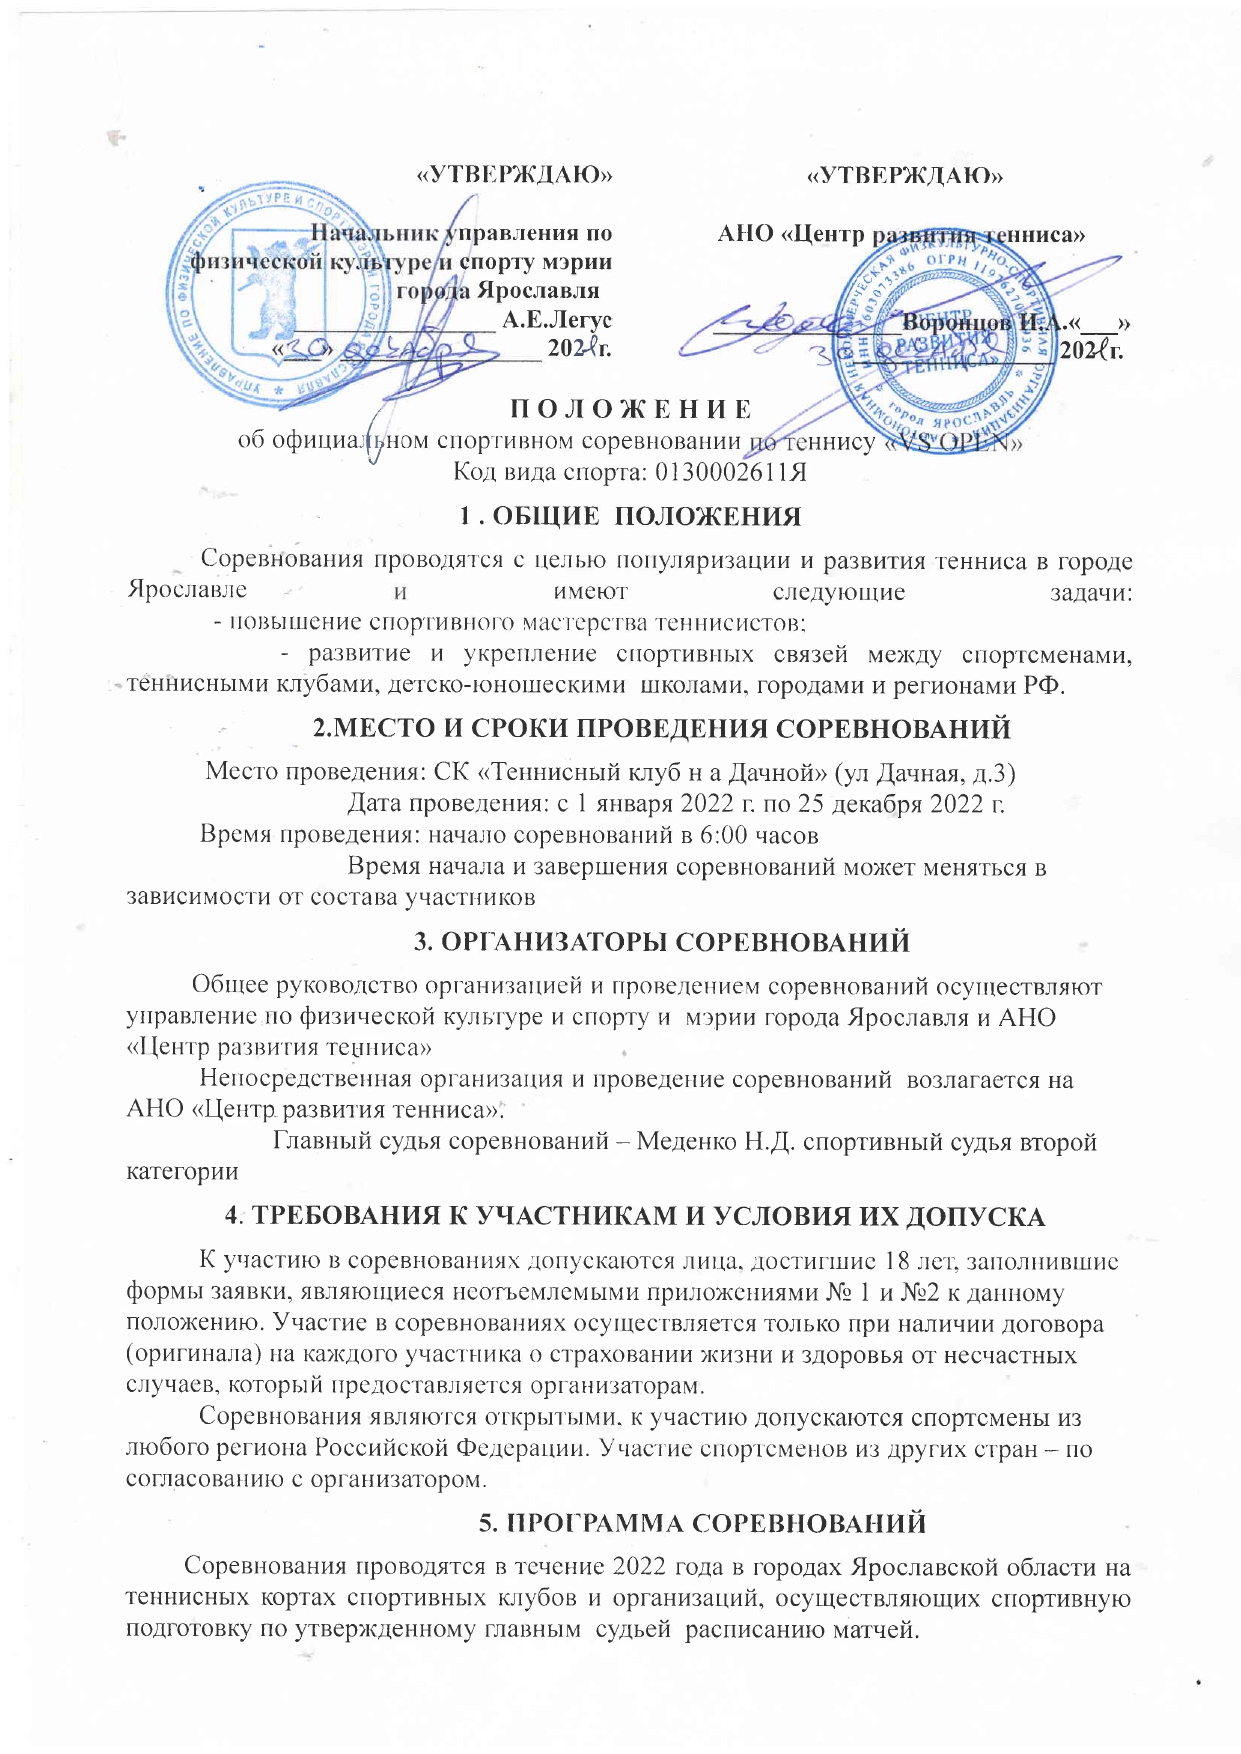 «УТВЕРЖДАЮ»
Начальник управления по
физической культуре и спорту мэрии
города Ярославля
_______________ А.Е.Легус
«30» декабря 2021г.
«УТВЕРЖДАЮ»
АНО «Центр развития тенниса»
_______________Воронцов И.А.«___»
30 декабря 2021г.
П О Л О Ж Е Н И Е
об официальном спортивном соревновании по теннису «VS OPEN»
Код вида спорта: 01300002611Я
1 . ОБЩИЕ ПОЛОЖЕНИЯ
Соревнования проводятся с целью популяризации и развития тенниса в городе
Ярославле и имеют следующие задачи:
- повышение спортивного мастерства теннисистов;
- развитие и укрепление спортивных связей между спортсменами,
теннисными клубами, детско-юношескими школами, городами и регионами РФ.
2.МЕСТО И СРОКИ ПРОВЕДЕНИЯ СОРЕВНОВАНИЙ
Место проведения: СК «Теннисный клуб н а Дачной» (ул Дачная, д.3)
Дата проведения: с 1 января 2022 г. по 25 декабря 2022 г.
Время проведения: начало соревнований в 6:00 часов
Время начала и завершения соревнований может меняться в
зависимости от состава участников
3. ОРГАНИЗАТОРЫ СОРЕВНОВАНИЙ
Общее руководство организацией и проведением соревнований осуществляют
управление по физической культуре и спорту и мэрии города Ярославля и АНО
«Центр развития тенниса»
Непосредственная организация и проведение соревнований возлагается на
АНО «Центр развития тенниса».
Главный судья соревнований – Меденко Н.Д. спортивный судья второй
категории
4. ТРЕБОВАНИЯ К УЧАСТНИКАМ И УСЛОВИЯ ИХ ДОПУСКА
К участию в соревнованиях допускаются лица, достигшие 18 лет, заполнившие
формы заявки, являющиеся неотъемлемыми приложениями № 1 и №2 к данному
положению. Участие в соревнованиях осуществляется только при наличии договора
(оригинала) на каждого участника о страховании жизни и здоровья от несчастных
случаев, который предоставляется организаторам.
Соревнования являются открытыми, к участию допускаются спортсмены из
любого региона Российской Федерации. Участие спортсменов из других стран – по
согласованию с организатором.
5. ПРОГРАММА СОРЕВНОВАНИЙ
Соревнования проводятся в течение 2022 года в городах Ярославской области на
теннисных кортах спортивных клубов и организаций, осуществляющих спортивную
подготовку по утвержденному главным судьей расписанию матчей.